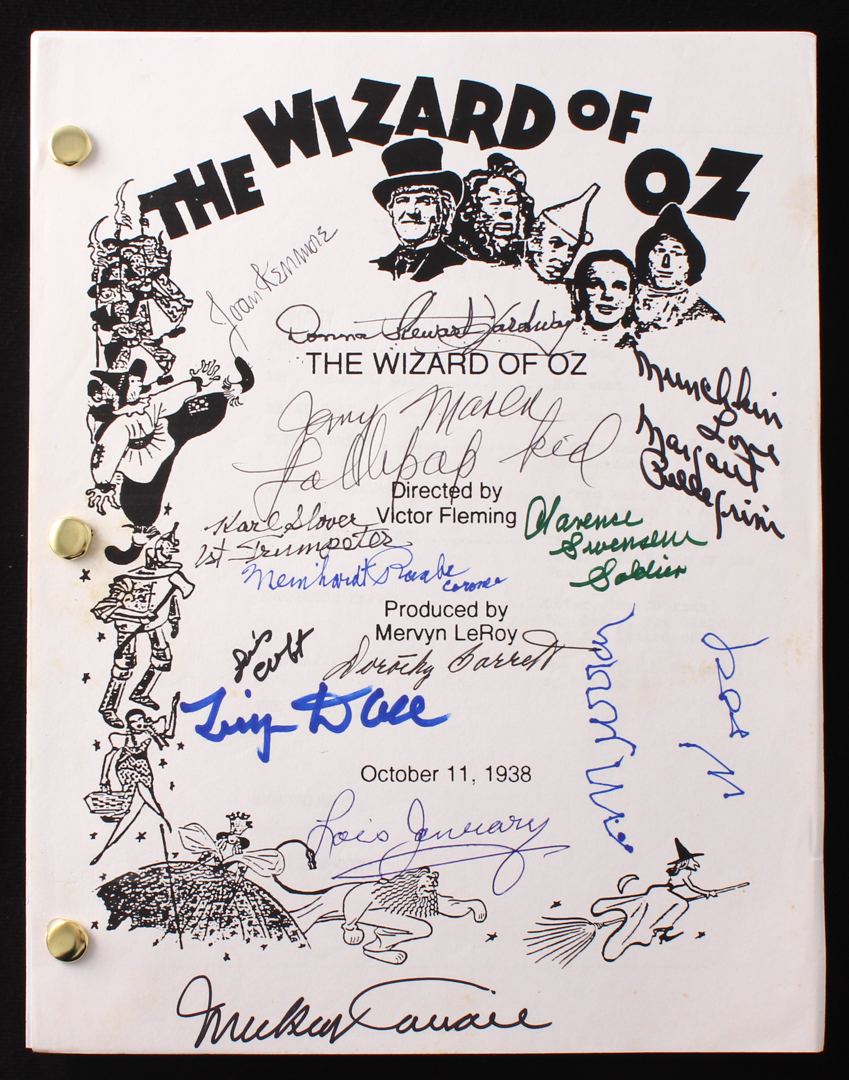 THE WIZARD OF OZ
Joan Kenmore
Donna Stewart Hardway
THE WIZARD OF OZ
Munchkin
Love
Margaret
Pellegrini
Jerry Maren
Lollipop Kid
Directed by
Victor Fleming
Karl Slover
1st Trumpeter
Clarence
Swensen
Soldier
Meinhardt Raabe
Coroner
Produced by
Mervyn LeRoy
Dorothy Barrett
October 11, 1938
Lois January
Mickey Carroll